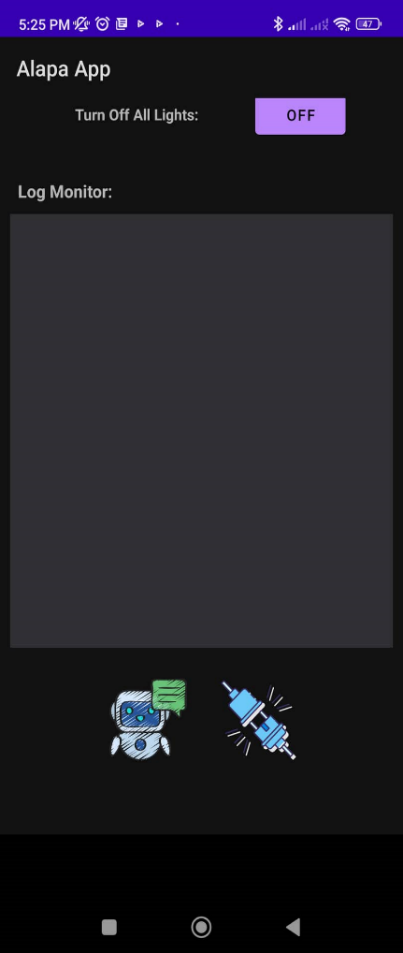 5:25 PM
47
Alapa App
Turn Off All Lights:
OFF
Log Monitor: